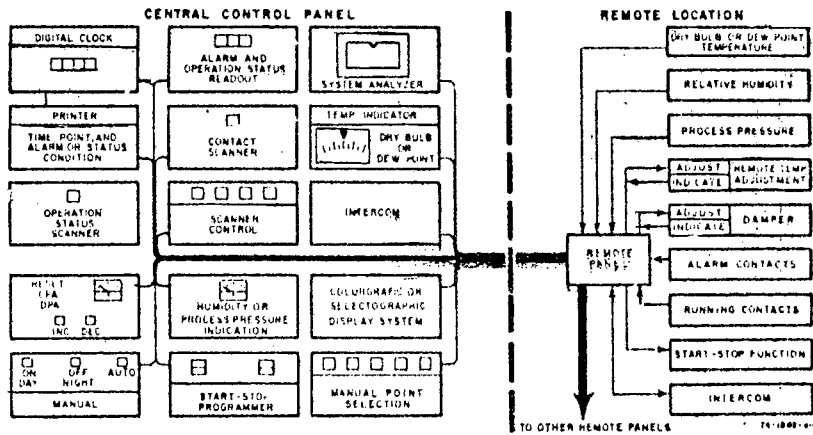 CENTRAL CONTROL PANEL
DIGITAL CLOCK
ALARM AND
OPERATION STATUS
READOUT
SYSTEM ANALYZER
PRINTER
TIME, POINT, AND
ALARM OR STATUS
CONDITION
CONTACT
SCANNER
TEMP INDICATOR
DRY BULB
OR
DEW POINT
OPERATION
STATUS
SCANNER
SCANNER
CONTROL
INTERCOM
RESET
CPA
DPA
INC DEC
HUMIDITY OR
PROCESS PRESSURE
INDICATION
COLORGRAFIC OR
SELECTOGRAPHIC
DISPLAY SYSTEM
ON
DAY
OFF
NIGHT
AUTO
MANUAL
START-STOP
PROGRAMMER
MANUAL POINT
SELECTION
REMOTE LOCATION
DRY BULB OR DEW POINT
TEMPERATURE
RELATIVE HUMIDITY
PROCESS PRESSURE
ADJUST
INDICATE
REMOTE TEMP
ADJUSTMENT
ADJUST
INDICATE
DAMPER
REMOTE
PANEL
ALARM CONTACTS
RUNNING CONTACTS
START-STOP FUNCTION
INTERCOM
TO OTHER REMOTE PANELS